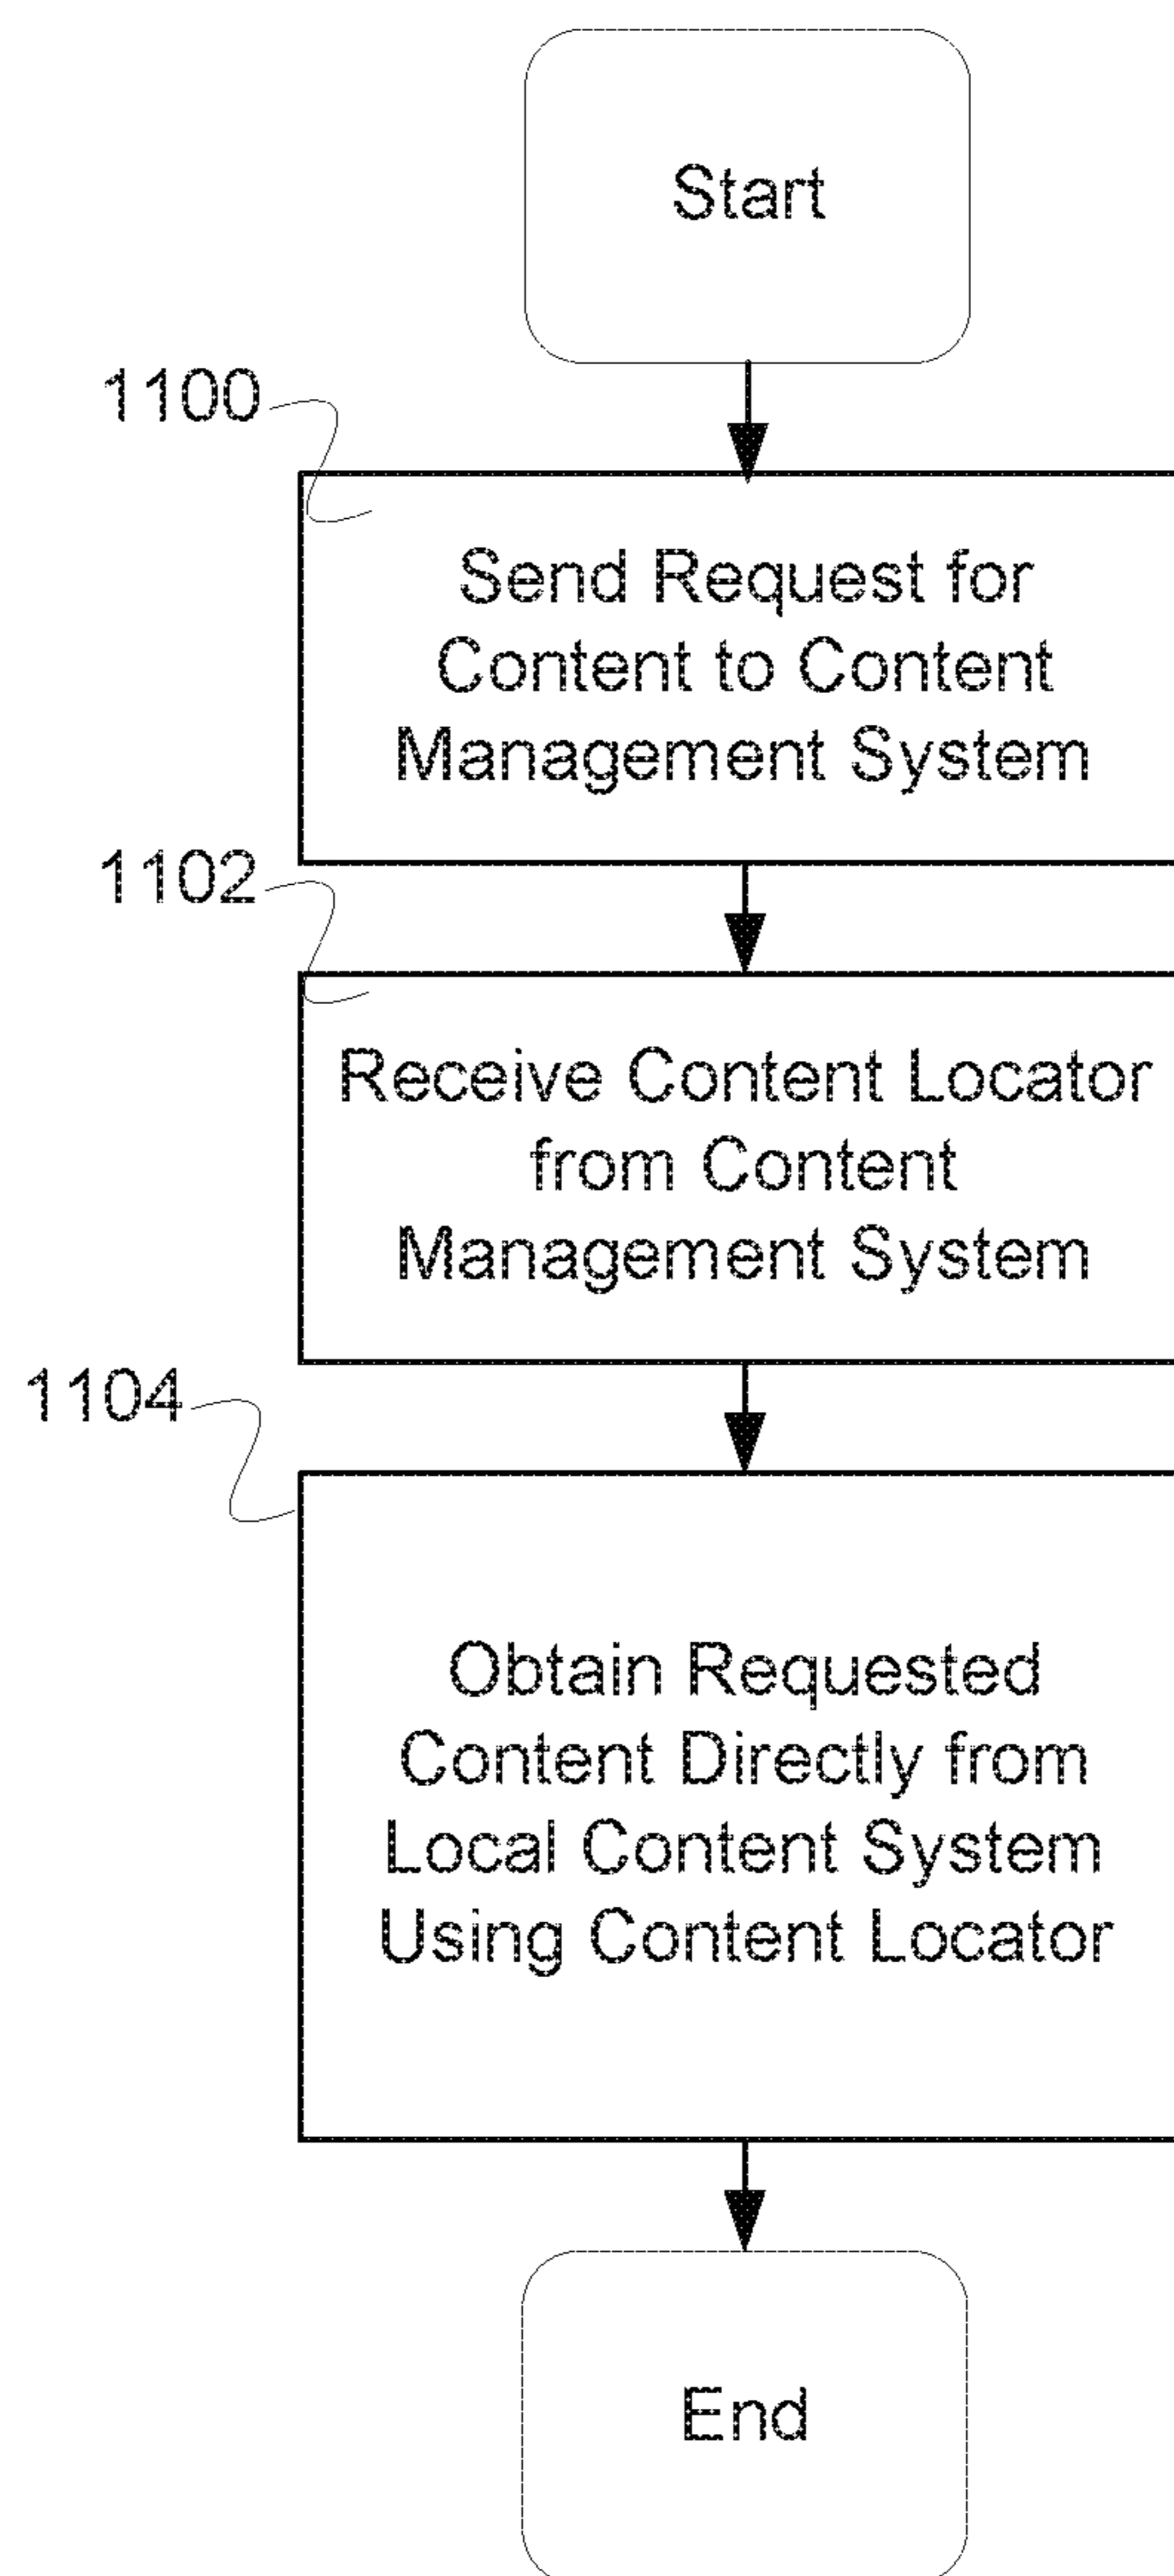 Start
1100
Send Request for
Content to Content
Management System
1102
Receive Content Locator
from Content
Management System
1104
Obtain Requested
Content Directly from
Local Content System
Using Content Locator
End